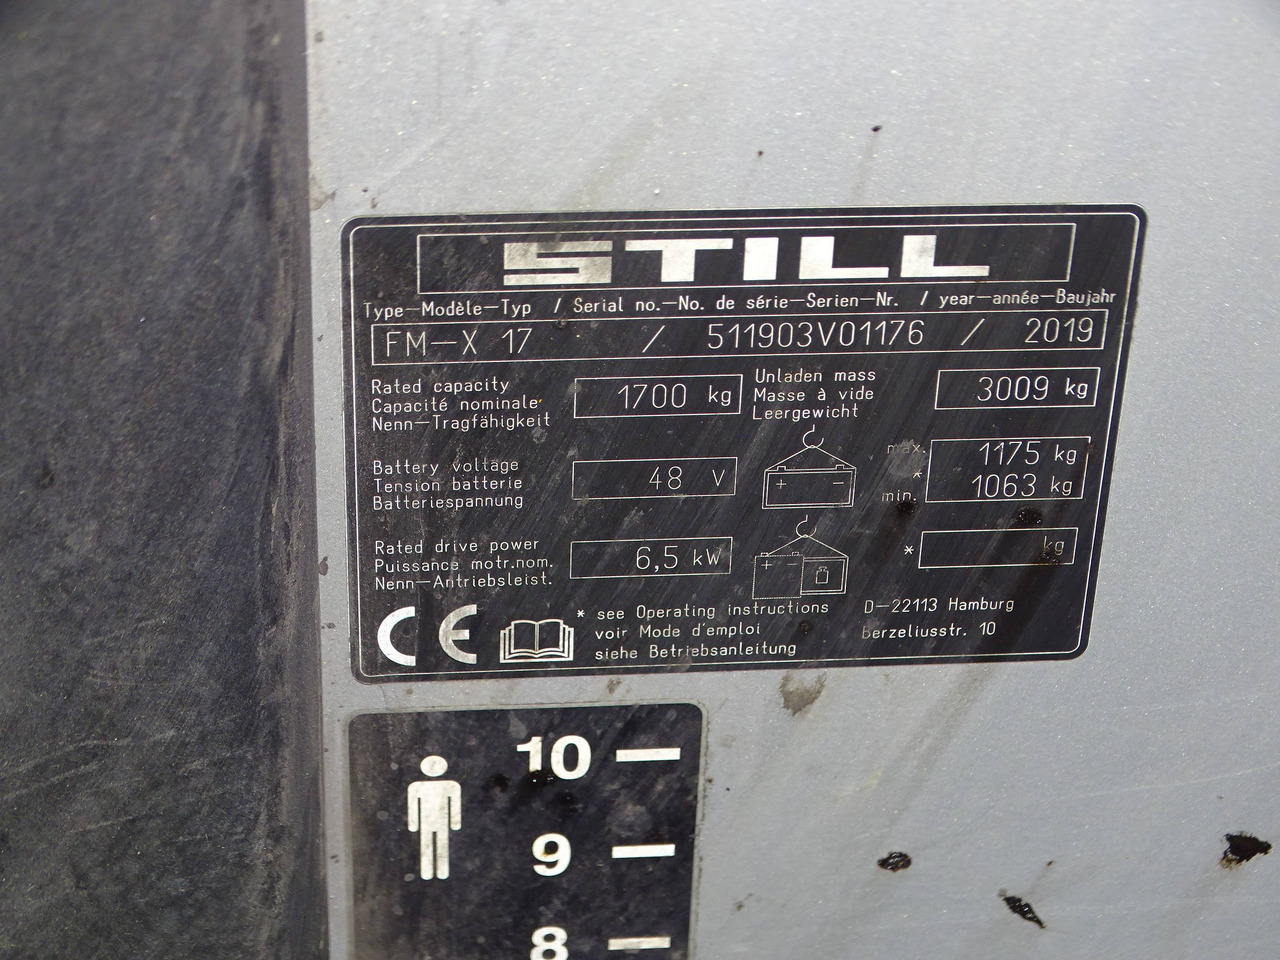 STILL
Type-Modèle-Typ / Serial no.-No. de série-Serien-Nr. / year-année-Baujahr
FM-X 17 / 511903V01176 / 2019
Rated capacity
Capacité nominale
Nenn-Tragfähigkeit
1700 kg
Unladen mass
Masse à vide
Leergewicht
3009 kg
Battery voltage
Tension batterie
Batteriespannung
48 V
+ -
max. 1175 kg
*
min. 1063 kg
Rated drive power
Puissance motr.nom.
Nenn-Antriebsleist.
6,5 kW
+ -
* kg
CE
* see Operating instructions
voir Mode d'emploi
siehe Betriebsanleitung
D-22113 Hamburg
Berzeliusstr. 10
10
9
8